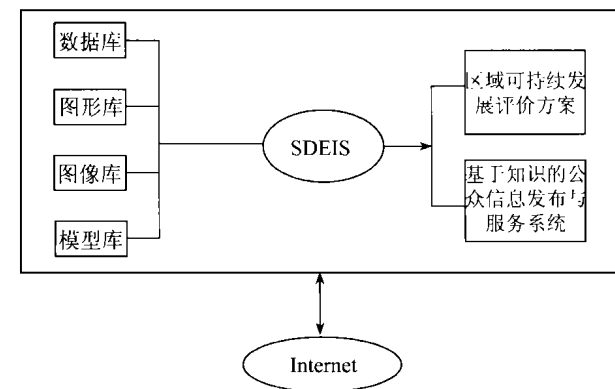 数据库
图形库
图像库
模型库
SDEIS
区域可持续发
展评价方案
基于知识的公
众信息发布与
服务系统
Internet